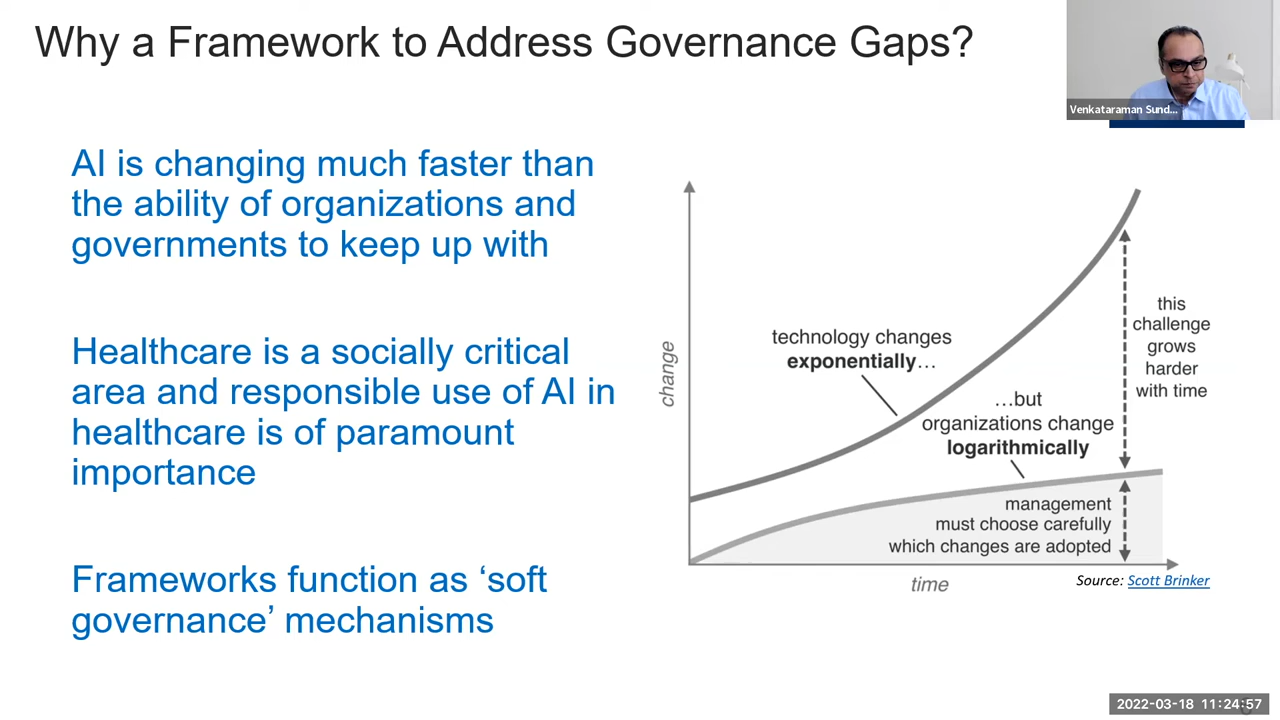 Why a Framework to Address Governance Gaps?
Venkataraman Sund...
AI is changing much faster than
the ability of organizations and
governments to keep up with
Healthcare is a socially critical
area and responsible use of AI in
healthcare is of paramount
importance
Frameworks function as ‘soft
governance’ mechanisms
change
technology changes
exponentially…
…but
organizations change
logarithmically
this
challenge
grows
harder
with time
management
must choose carefully
which changes are adopted
time
Source: Scott Brinker
2022-03-18 11:24:57